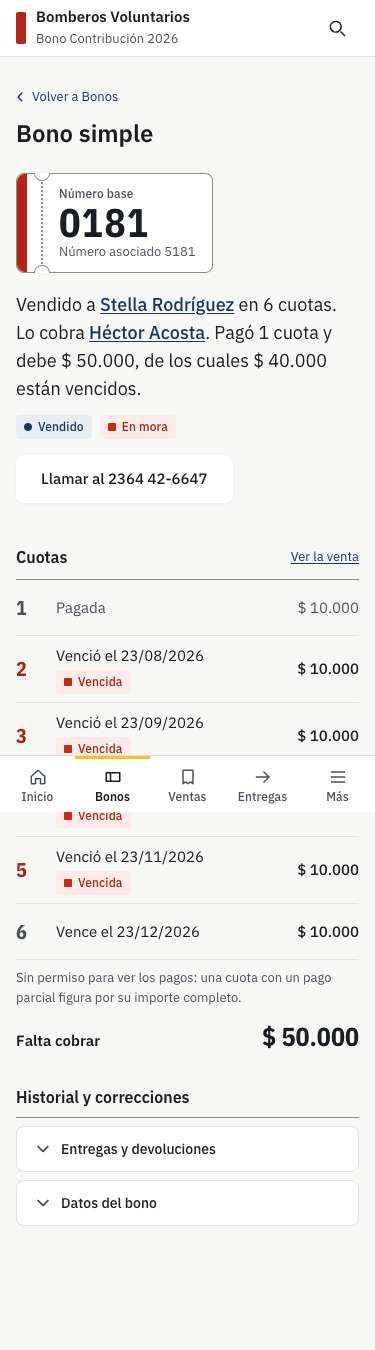 Bomberos Voluntarios
Bono Contribución 2026
Volver a Bonos
Bono simple
Número base
0181
Número asociado 5181
Vendido a Stella Rodríguez en 6 cuotas.
Lo cobra Héctor Acosta. Pagó 1 cuota y
debe $ 50.000, de los cuales $ 40.000
están vencidos.
Vendido
En mora
Llamar al 2364 42-6647
Cuotas
Ver la venta
1 Pagada $ 10.000
2 Venció el 23/08/2026 $ 10.000
Vencida
3 Venció el 23/09/2026 $ 10.000
Vencida
Inicio
Bonos
Ventas
Entregas
Más
Vencida
5 Venció el 23/11/2026 $ 10.000
Vencida
6 Vence el 23/12/2026 $ 10.000
Sin permiso para ver los pagos: una cuota con un pago
parcial figura por su importe completo.
Falta cobrar $ 50.000
Historial y correcciones
Entregas y devoluciones
Datos del bono